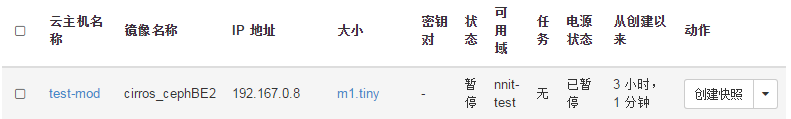 云主机名称 镜像名称 IP 地址 大小 密钥对 状态 可用域 任务 电源状态 从创建以来 动作
test-mod cirros_cephBE2 192.167.0.8 m1.tiny - 暂停 nnit-test 无 已暂停 3 小时，1 分钟 创建快照